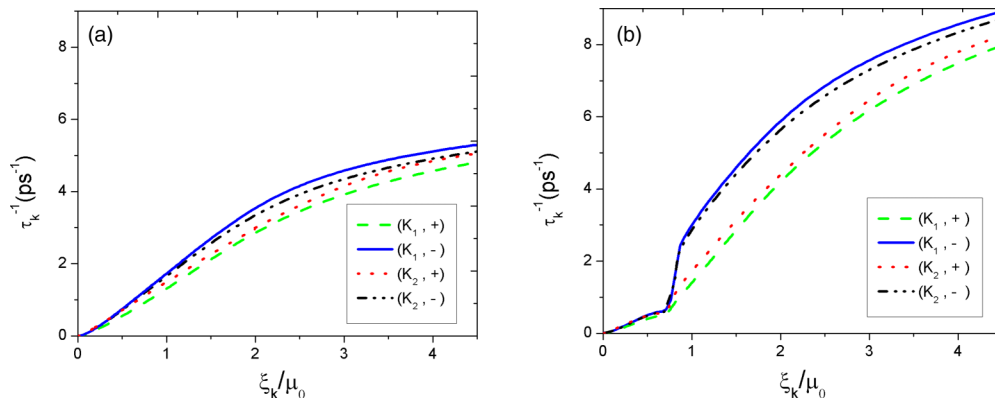 (a)
8
6
4
2
0
τk⁻¹(ps⁻¹)
(K₁, +)
(K₁, -)
(K₂, +)
(K₂, -)
0 1 2 3 4
ξk/μ₀
(b)
8
6
4
2
0
τk⁻¹(ps⁻¹)
(K₁, +)
(K₁, -)
(K₂, +)
(K₂, -)
0 1 2 3 4
ξk/μ₀